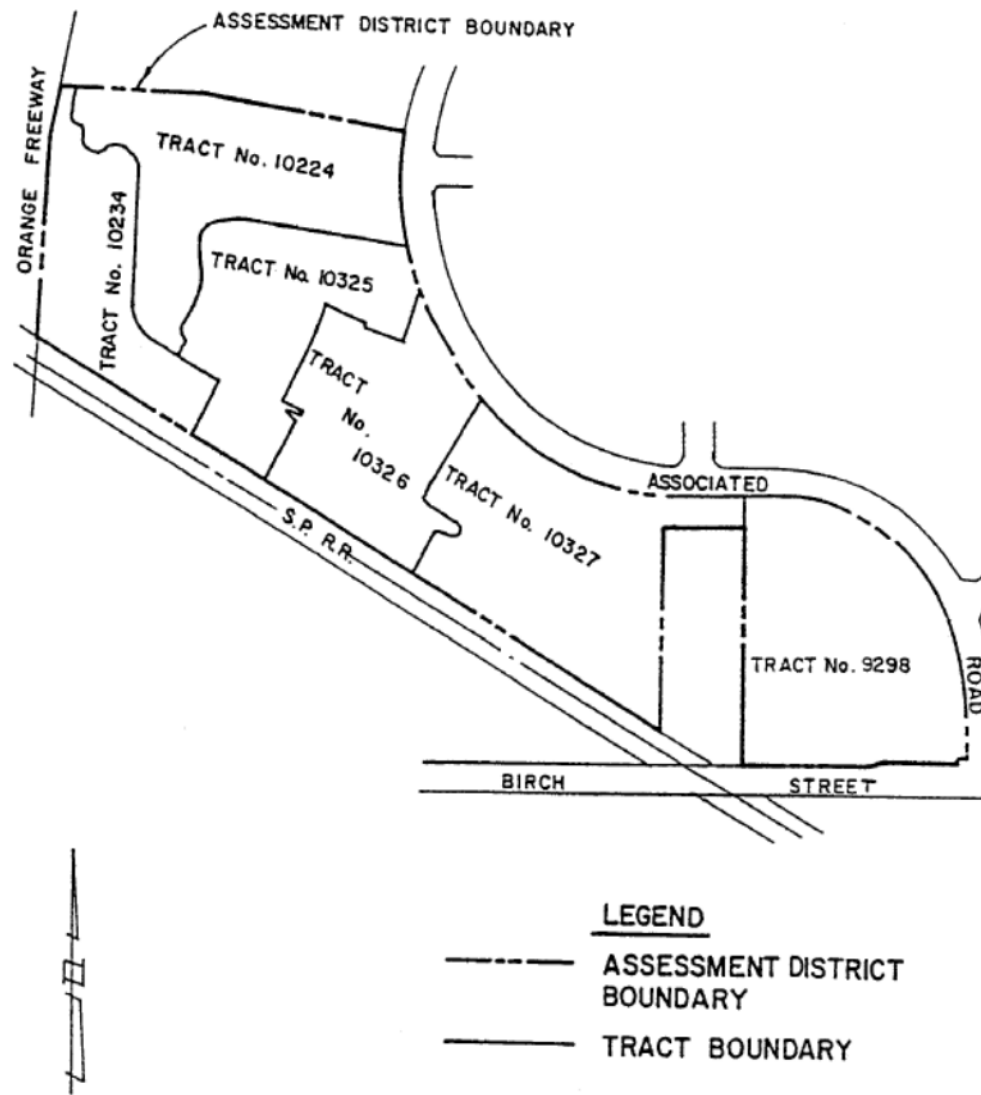 ASSESSMENT DISTRICT BOUNDARY
ORANGE FREEWAY
TRACT No. 10224
TRACT No. 10234
TRACT No. 10325
TRACT
No.
10326
TRACT No. 10327
ASSOCIATED
ROAD
S.P. R.R.
TRACT No. 9298
BIRCH STREET
LEGEND
ASSESSMENT DISTRICT
BOUNDARY
TRACT BOUNDARY